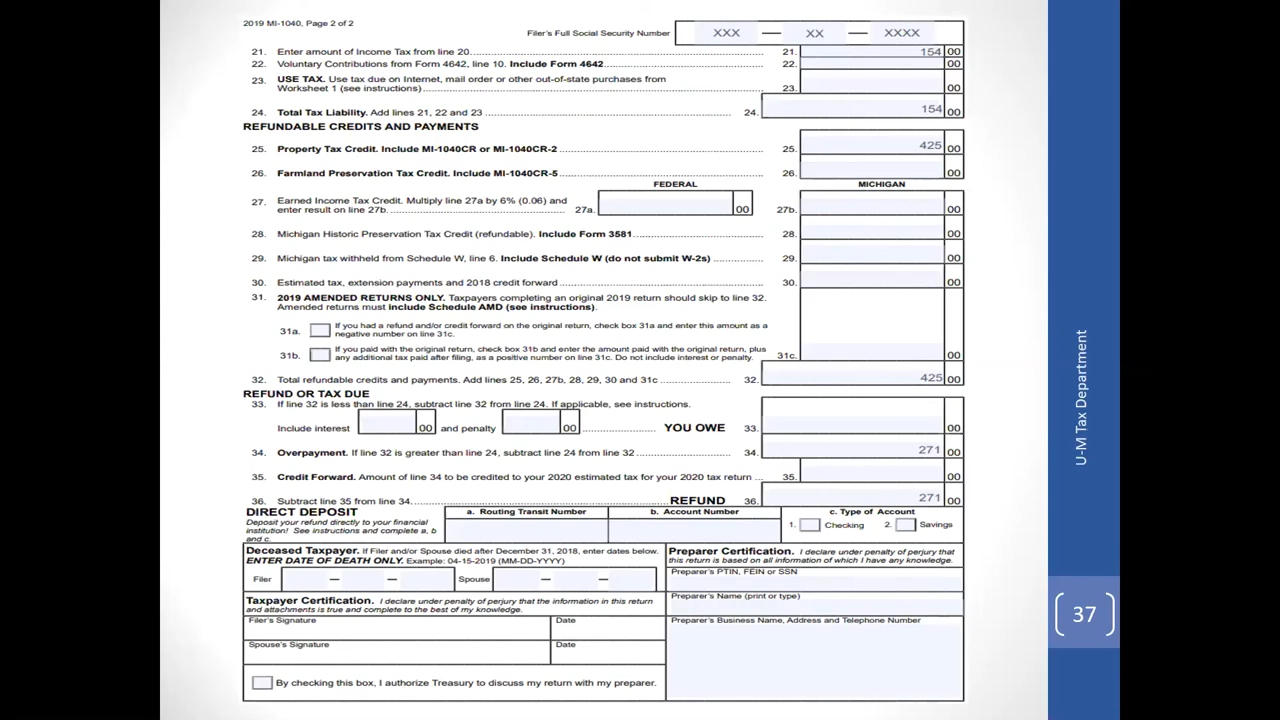 2019 MI-1040, Page 2 of 2
Filer's Full Social Security Number XXX — XX — XXXX
21. Enter amount of Income Tax from line 20 21. 154 00
22. Voluntary Contributions from Form 4642, line 10. Include Form 4642 22. 00
23. USE TAX. Use tax due on Internet, mail order or other out-of-state purchases from
Worksheet 1 (see instructions) 23. 00
24. Total Tax Liability. Add lines 21, 22 and 23 24. 154 00
REFUNDABLE CREDITS AND PAYMENTS
25. Property Tax Credit. Include MI-1040CR or MI-1040CR-2 25. 425 00
26. Farmland Preservation Tax Credit. Include MI-1040CR-5 26. 00
FEDERAL MICHIGAN
27. Earned Income Tax Credit. Multiply line 27a by 6% (0.06) and
enter result on line 27b. 27a. 00 27b. 00
28. Michigan Historic Preservation Tax Credit (refundable). Include Form 3581 28. 00
29. Michigan tax withheld from Schedule W, line 6. Include Schedule W (do not submit W-2s) 29. 00
30. Estimated tax, extension payments and 2018 credit forward 30. 00
31. 2019 AMENDED RETURNS ONLY. Taxpayers completing an original 2019 return should skip to line 32.
Amended returns must include Schedule AMD (see instructions).
31a. If you had a refund and/or credit forward on the original return, check box 31a and enter this amount as a
negative number on line 31c.
31b. If you paid with the original return, check box 31b and enter the amount paid with the original return, plus
any additional tax paid after filing, as a positive number on line 31c. Do not include interest or penalty. 31c. 00
32. Total refundable credits and payments. Add lines 25, 26, 27b, 28, 29, 30 and 31c 32. 425 00
REFUND OR TAX DUE
33. If line 32 is less than line 24, subtract line 32 from line 24. If applicable, see instructions.
Include interest 00 and penalty 00 YOU OWE 33. 00
34. Overpayment. If line 32 is greater than line 24, subtract line 24 from line 32 34. 271 00
35. Credit Forward. Amount of line 34 to be credited to your 2020 estimated tax for your 2020 tax return 35. 00
36. Subtract line 35 from line 34. REFUND 36. 271 00
DIRECT DEPOSIT
Deposit your refund directly to your financial
institution! See instructions and complete a, b
and c.
a. Routing Transit Number b. Account Number c. Type of Account
1. Checking 2. Savings
Deceased Taxpayer. If Filer and/or Spouse died after December 31, 2018, enter dates below.
ENTER DATE OF DEATH ONLY. Example: 04-15-2019 (MM-DD-YYYY)
Filer — — Spouse — —
Taxpayer Certification. I declare under penalty of perjury that the information in this return
and attachments is true and complete to the best of my knowledge.
Filer's Signature Date
Spouse's Signature Date
By checking this box, I authorize Treasury to discuss my return with my preparer.
Preparer Certification. I declare under penalty of perjury that
this return is based on all information of which I have any knowledge.
Preparer's PTIN, FEIN or SSN
Preparer's Name (print or type)
Preparer's Business Name, Address and Telephone Number
U-M Tax Department
37